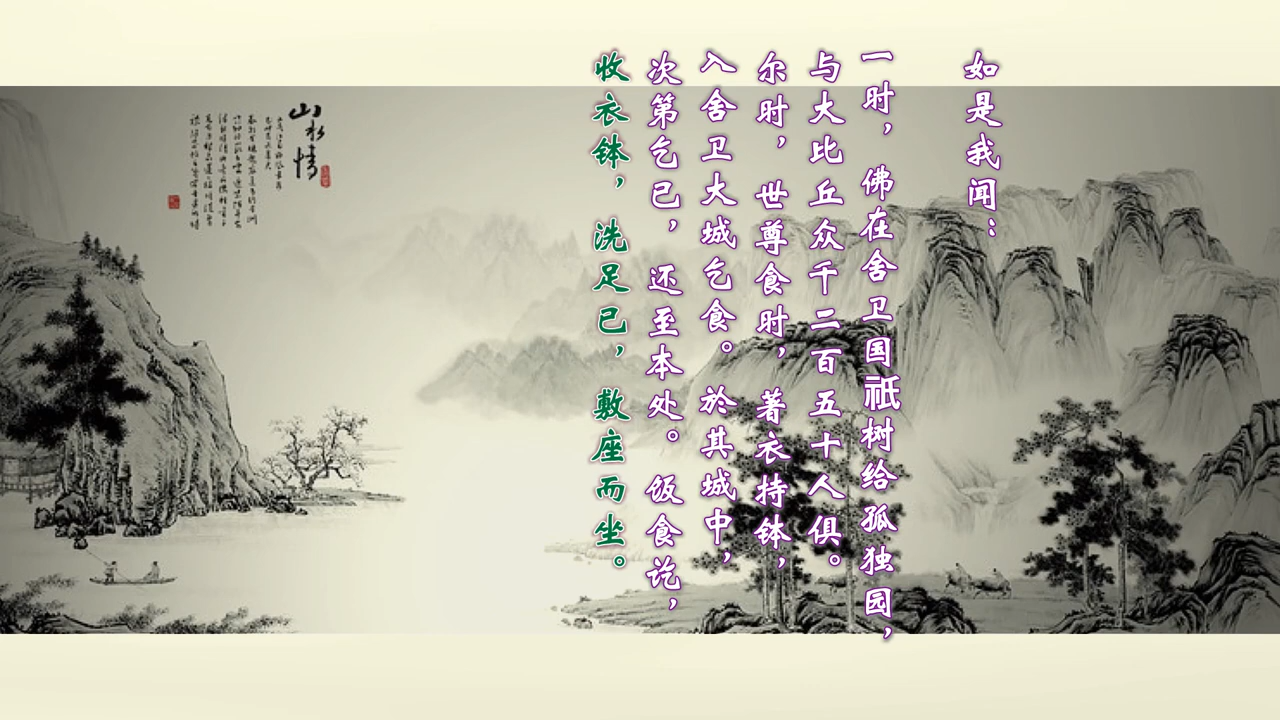 如是我闻：
一时，佛在舍卫国祇树给孤独园，
与大比丘众千二百五十人俱。
尔时，世尊食时，著衣持钵，
入舍卫大城乞食。於其城中，
次第乞已，还至本处。饭食讫，
收衣钵，洗足已，敷座而坐。
山水情